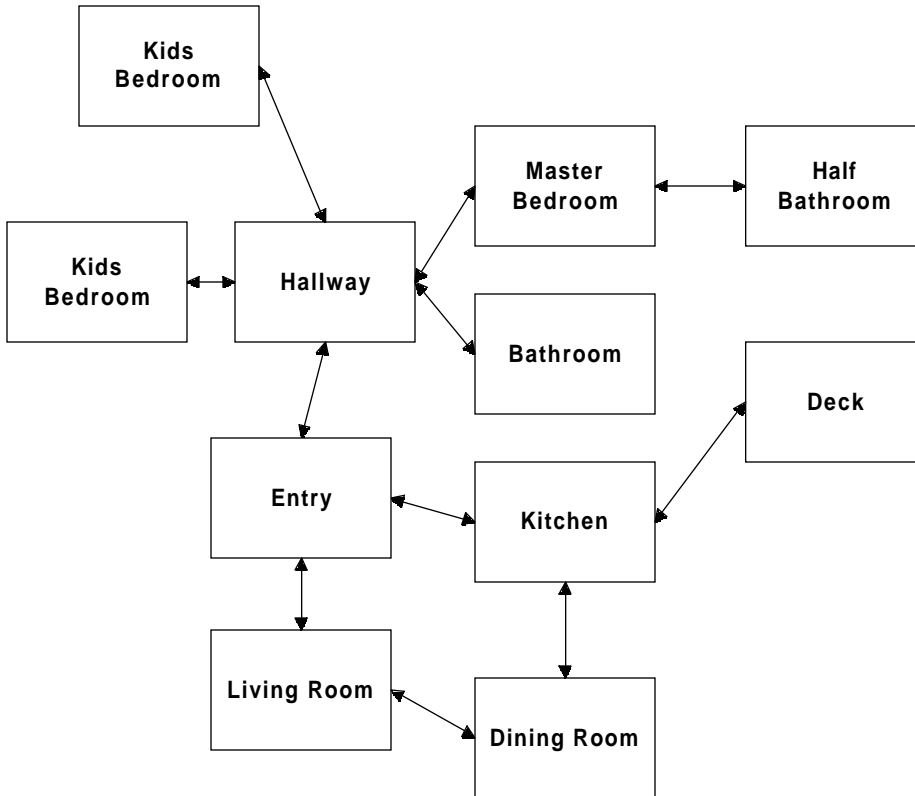 Kids
Bedroom
Master
Bedroom
Half
Bathroom
Kids
Bedroom
Hallway
Bathroom
Deck
Entry
Kitchen
Living Room
Dining Room